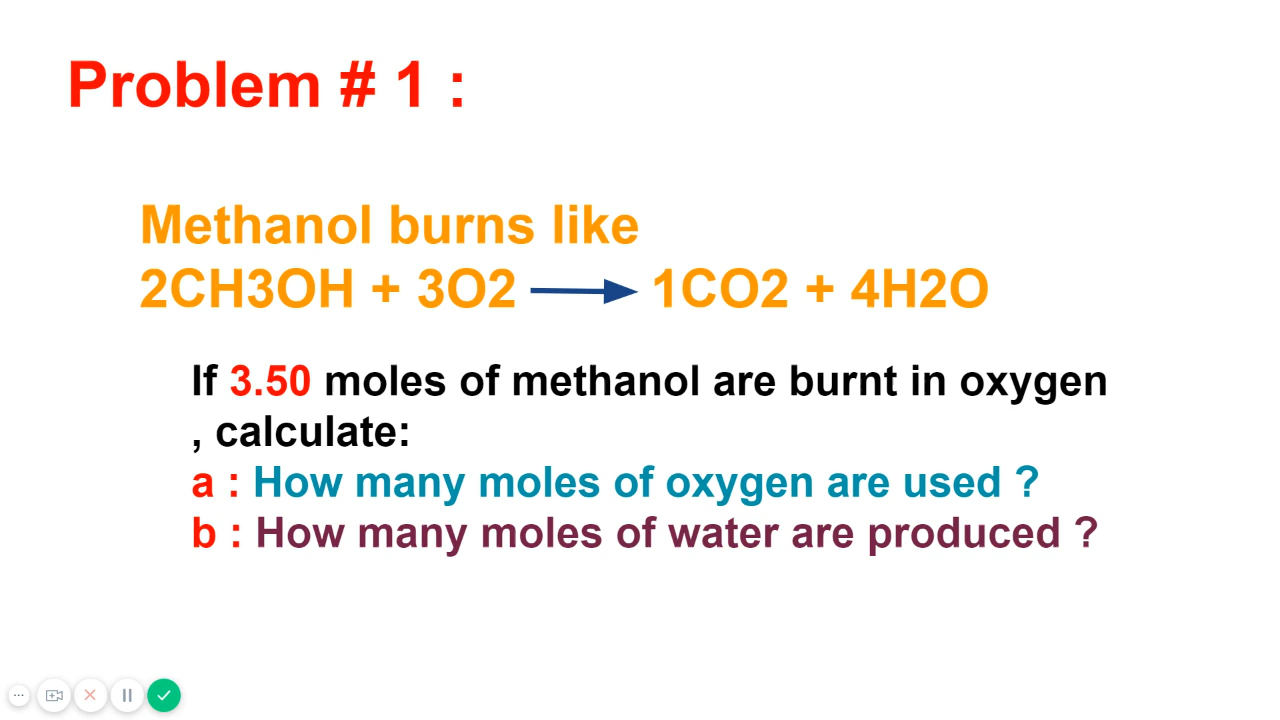 Problem # 1 :
Methanol burns like
2CH3OH + 3O2 → 1CO2 + 4H2O
If 3.50 moles of methanol are burnt in oxygen
, calculate:
a : How many moles of oxygen are used ?
b : How many moles of water are produced ?